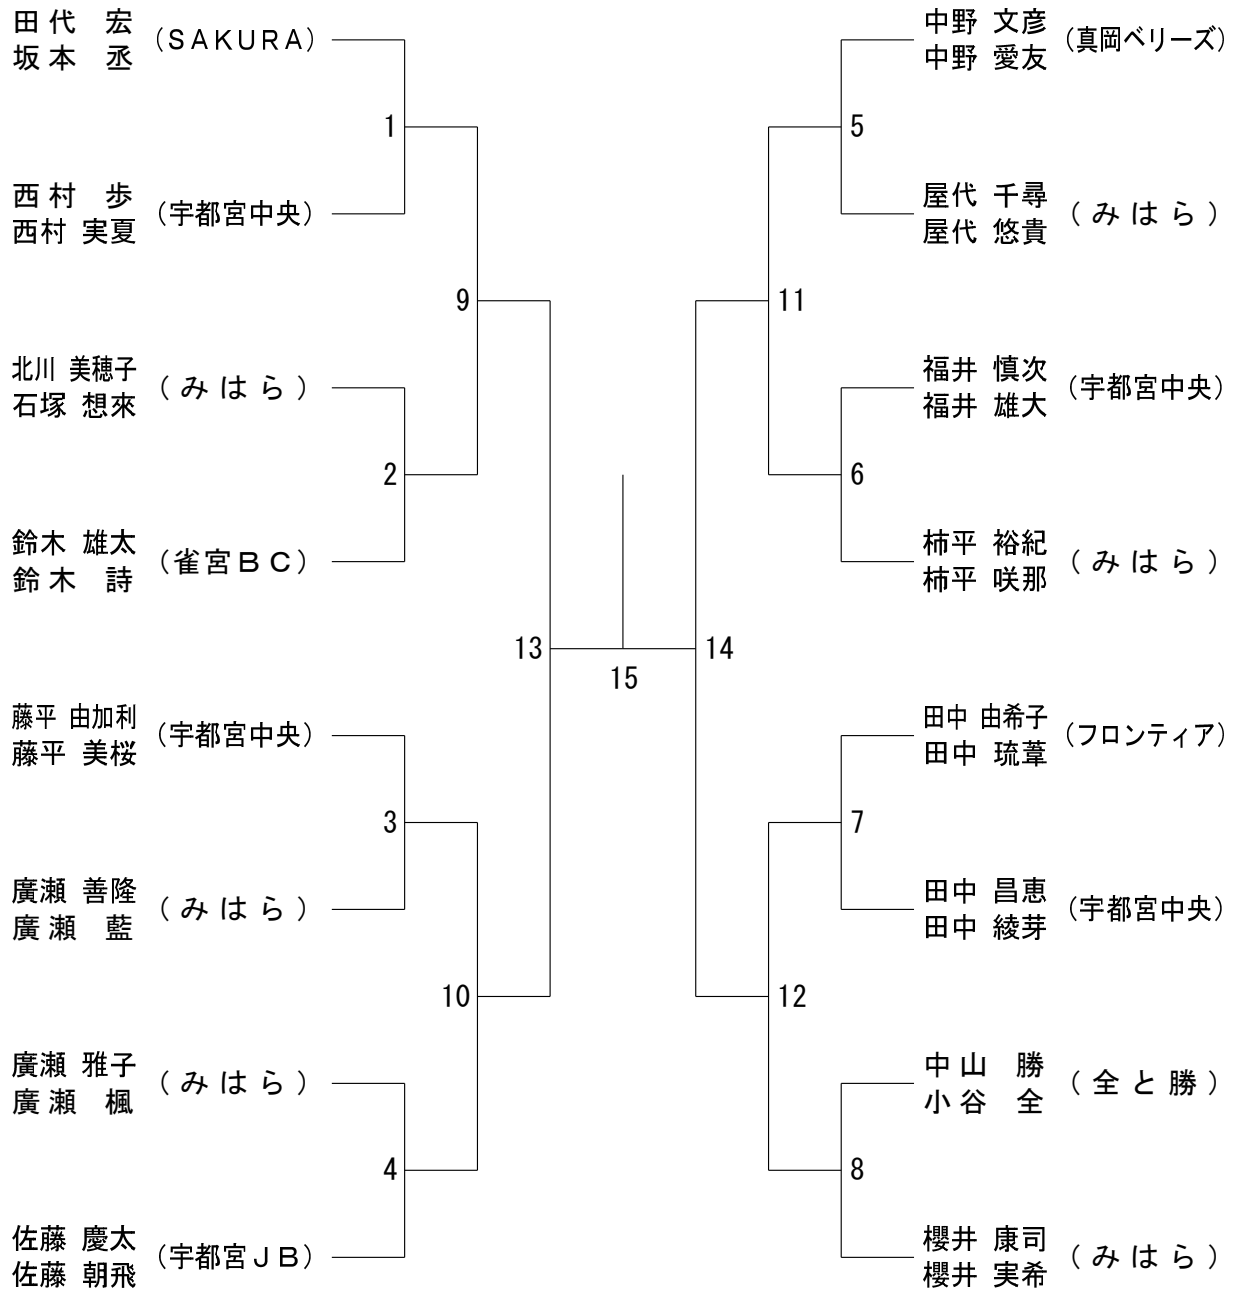 田代 宏
坂本 丞
（SAKURA）
1
西村 歩
西村 実夏
（宇都宮中央）
9
北川 美穂子
石塚 想來
（みはら）
2
鈴木 雄太
鈴木 詩
（雀宮ＢＣ）
13
藤平 由加利
藤平 美桜
（宇都宮中央）
3
廣瀬 善隆
廣瀬 藍
（みはら）
10
廣瀬 雅子
廣瀬 楓
（みはら）
4
佐藤 慶太
佐藤 朝飛
（宇都宮ＪＢ）
15
中野 文彦
中野 愛友
（真岡ベリーズ）
5
屋代 千尋
屋代 悠貴
（みはら）
11
福井 慎次
福井 雄大
（宇都宮中央）
6
柿平 裕紀
柿平 咲那
（みはら）
14
田中 由希子
田中 琉葦
（フロンティア）
7
田中 昌恵
田中 綾芽
（宇都宮中央）
12
中山 勝
小谷 全
（全と勝）
8
櫻井 康司
櫻井 実希
（みはら）